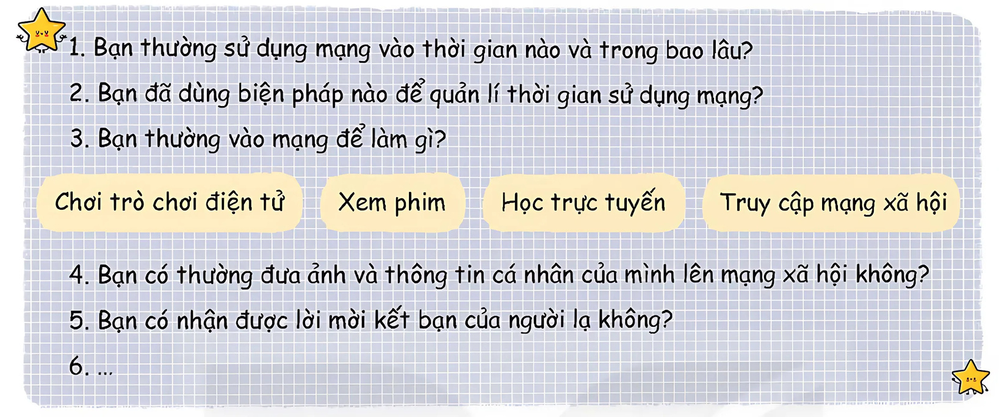 1. Bạn thường sử dụng mạng vào thời gian nào và trong bao lâu?
2. Bạn đã dùng biện pháp nào để quản lí thời gian sử dụng mạng?
3. Bạn thường vào mạng để làm gì?
Chơi trò chơi điện tử Xem phim Học trực tuyến Truy cập mạng xã hội
4. Bạn có thường đưa ảnh và thông tin cá nhân của mình lên mạng xã hội không?
5. Bạn có nhận được lời mời kết bạn của người lạ không?
6. ...